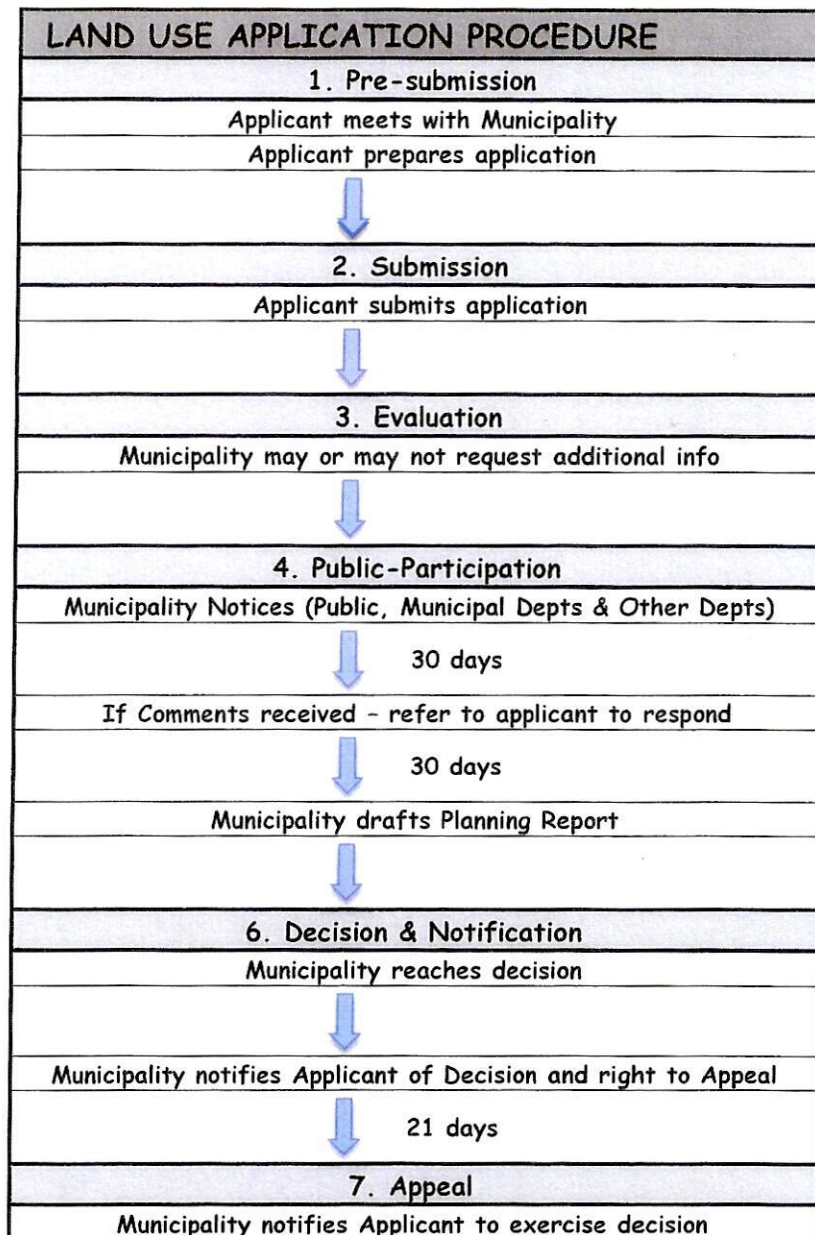 LAND USE APPLICATION PROCEDURE
1. Pre-submission
Applicant meets with Municipality
Applicant prepares application
2. Submission
Applicant submits application
3. Evaluation
Municipality may or may not request additional info
4. Public-Participation
Municipality Notices (Public, Municipal Depts & Other Depts)
30 days
If Comments received - refer to applicant to respond
30 days
Municipality drafts Planning Report
6. Decision & Notification
Municipality reaches decision
Municipality notifies Applicant of Decision and right to Appeal
21 days
7. Appeal
Municipality notifies Applicant to exercise decision